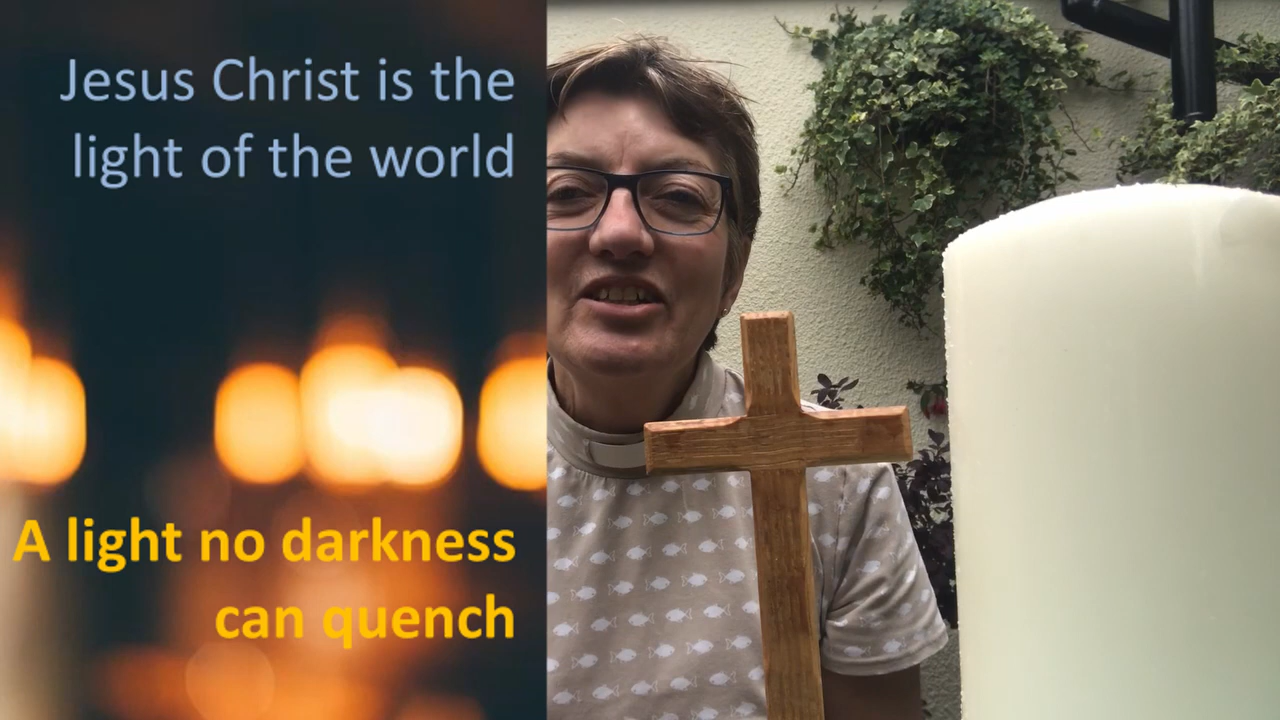 Jesus Christ is the
light of the world
A light no darkness
can quench